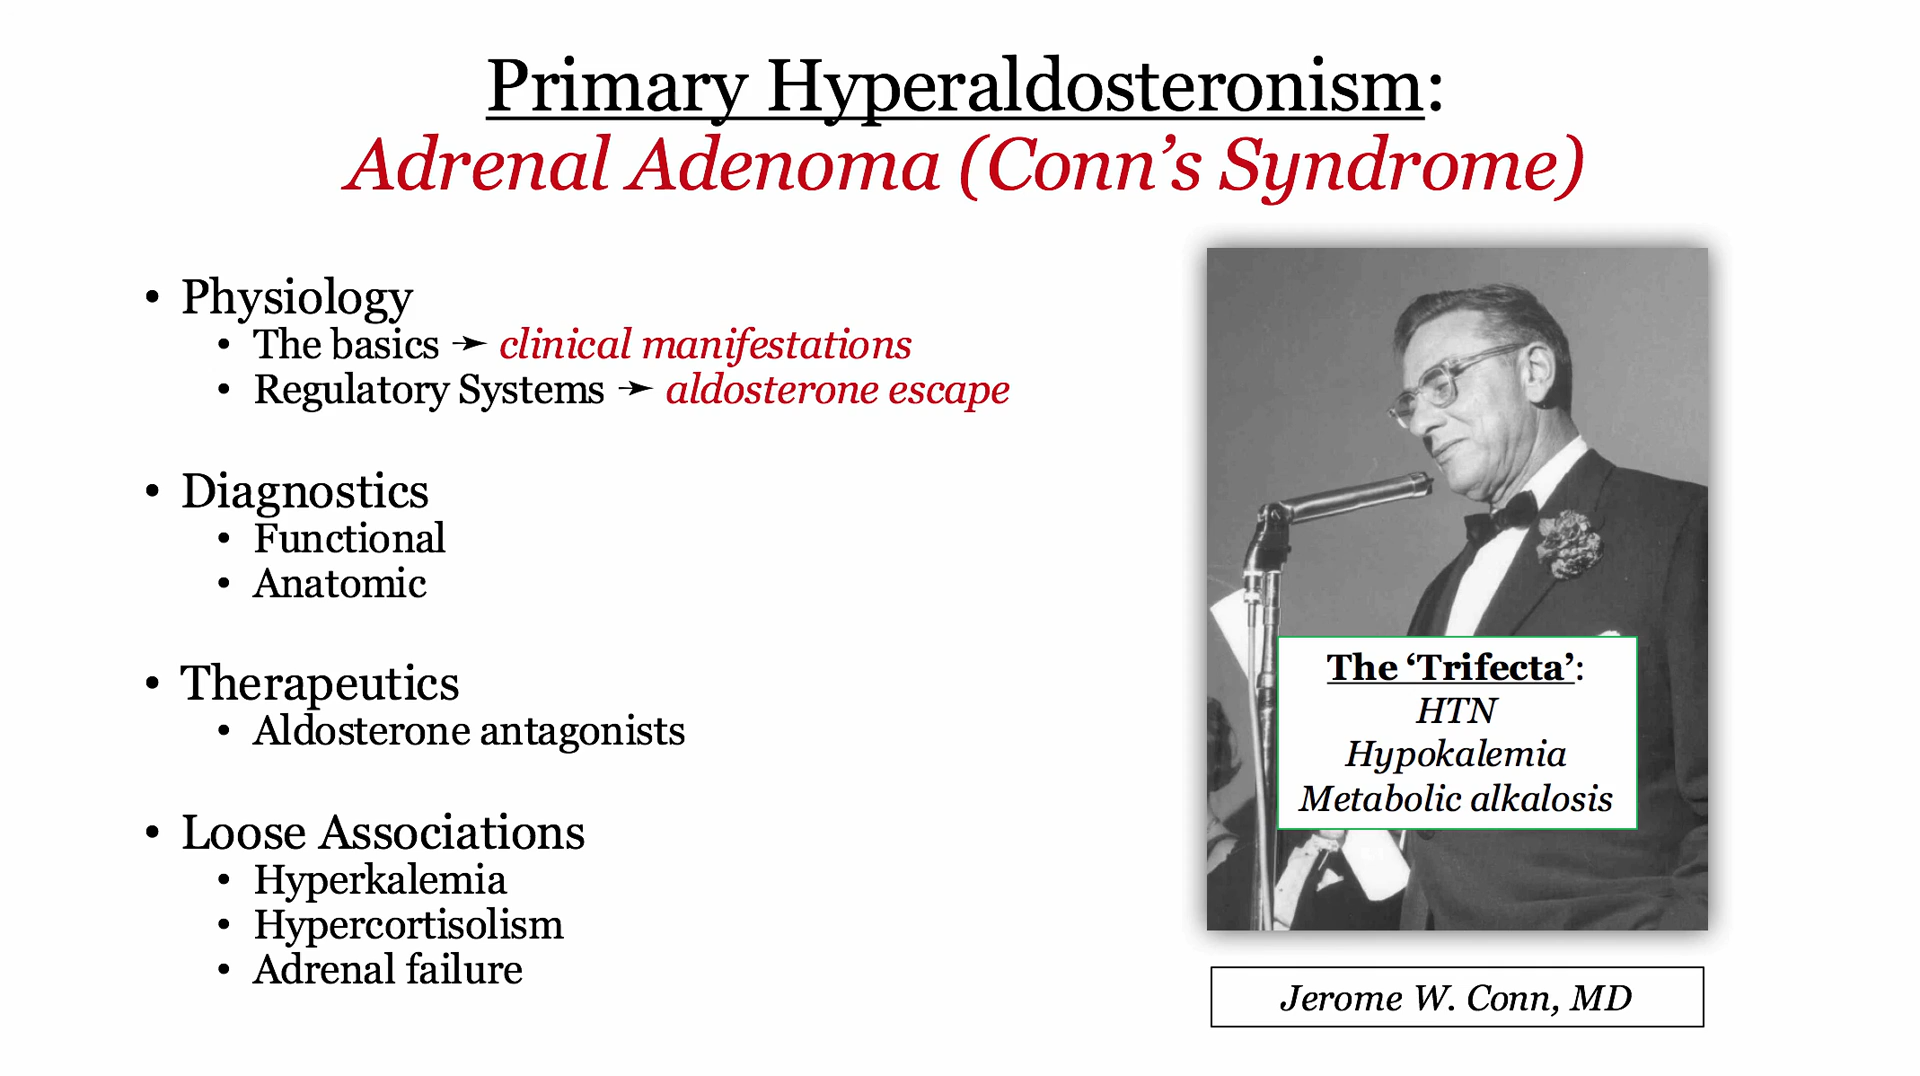 Primary Hyperaldosteronism:
Adrenal Adenoma (Conn’s Syndrome)
• Physiology
• The basics → clinical manifestations
• Regulatory Systems → aldosterone escape
• Diagnostics
• Functional
• Anatomic
• Therapeutics
• Aldosterone antagonists
• Loose Associations
• Hyperkalemia
• Hypercortisolism
• Adrenal failure
The ‘Trifecta’:
HTN
Hypokalemia
Metabolic alkalosis
Jerome W. Conn, MD